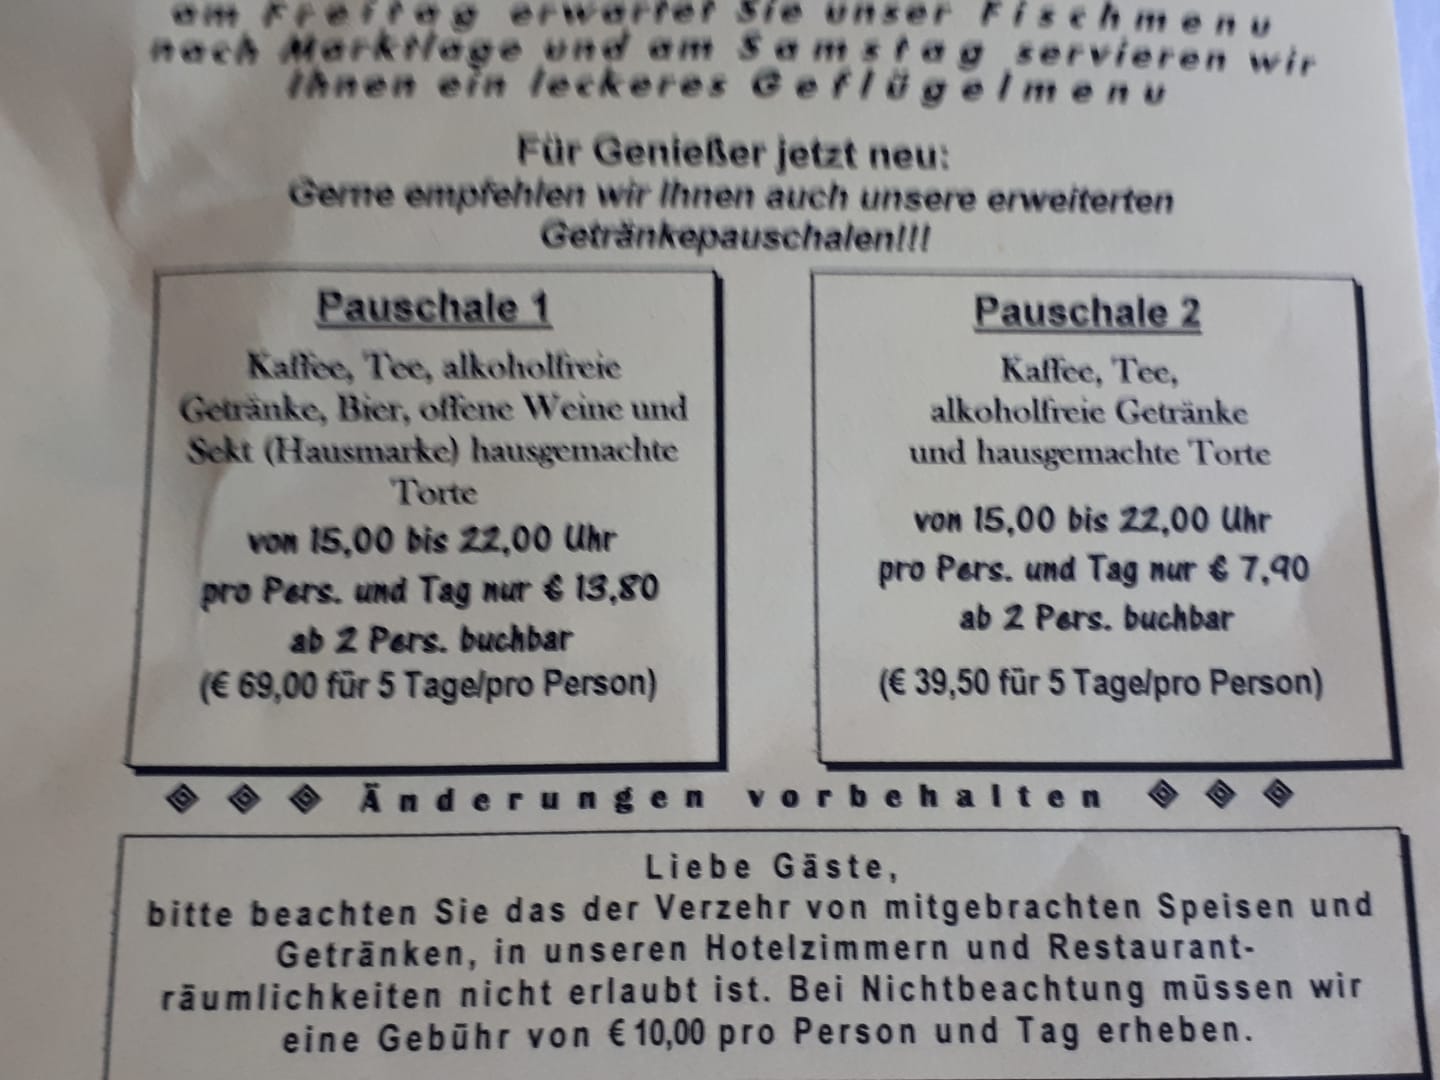 am Freitag erwartet Sie unser Fischmenu
nach Marktlage und am Samstag servieren wir
Ihnen ein leckeres Geflügelmenu
Für Genießer jetzt neu:
Gerne empfehlen wir Ihnen auch unsere erweiterten
Getränkepauschalen!!!
Pauschale 1
Kaffee, Tee, alkoholfreie
Getränke, Bier, offene Weine und
Sekt (Hausmarke) hausgemachte
Torte
von 15,00 bis 22,00 Uhr
pro Pers. und Tag nur € 13,80
ab 2 Pers. buchbar
(€ 69,00 für 5 Tage/pro Person)
Pauschale 2
Kaffee, Tee,
alkoholfreie Getränke
und hausgemachte Torte
von 15,00 bis 22,00 Uhr
pro Pers. und Tag nur € 7,90
ab 2 Pers. buchbar
(€ 39,50 für 5 Tage/pro Person)
Änderungen vorbehalten
Liebe Gäste,
bitte beachten Sie das der Verzehr von mitgebrachten Speisen und
Getränken, in unseren Hotelzimmern und Restaurant-
räumlichkeiten nicht erlaubt ist. Bei Nichtbeachtung müssen wir
eine Gebühr von € 10,00 pro Person und Tag erheben.